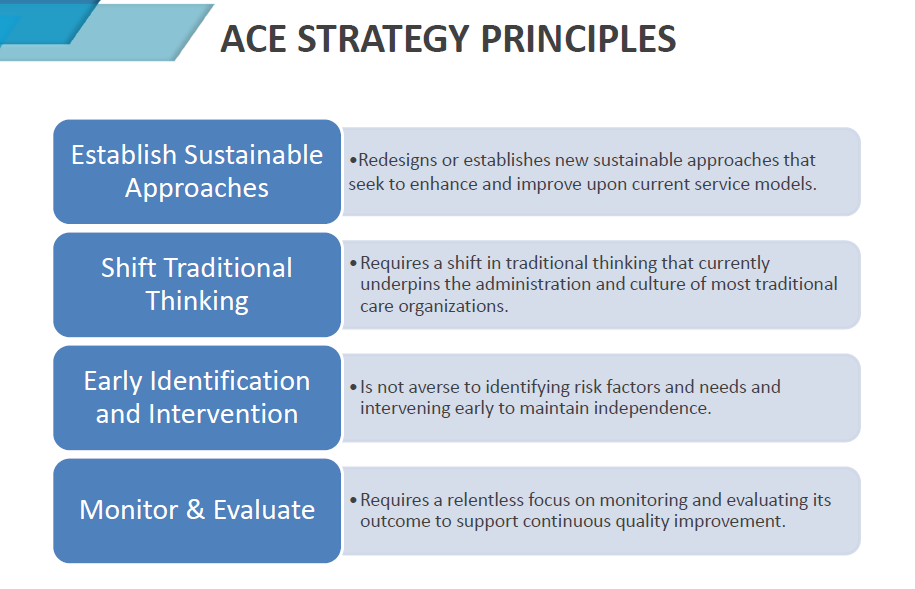 ACE STRATEGY PRINCIPLES
Establish Sustainable
Approaches
•Redesigns or establishes new sustainable approaches that
seek to enhance and improve upon current service models.
Shift Traditional
Thinking
• Requires a shift in traditional thinking that currently
underpins the administration and culture of most traditional
care organizations.
Early Identification
and Intervention
• Is not averse to identifying risk factors and needs and
intervening early to maintain independence.
Monitor & Evaluate
• Requires a relentless focus on monitoring and evaluating its
outcome to support continuous quality improvement.